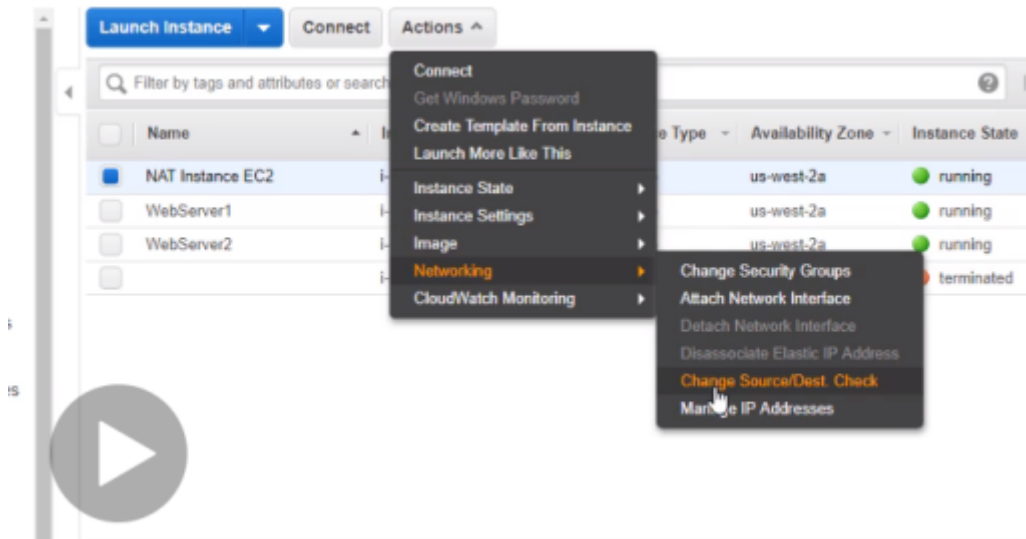 Launch Instance Connect Actions
Filter by tags and attributes or search
Connect
Get Windows Password
Create Template From Instance
Launch More Like This
Instance State
Instance Settings
Image
Networking
CloudWatch Monitoring
Name e Type Availability Zone Instance State
NAT Instance EC2 i- us-west-2a running
WebServer1 i- us-west-2a running
WebServer2 i- us-west-2a running
i- terminated
Change Security Groups
Attach Network Interface
Detach Network Interface
Disassociate Elastic IP Address
Change Source/Dest. Check
Manage IP Addresses
s
es